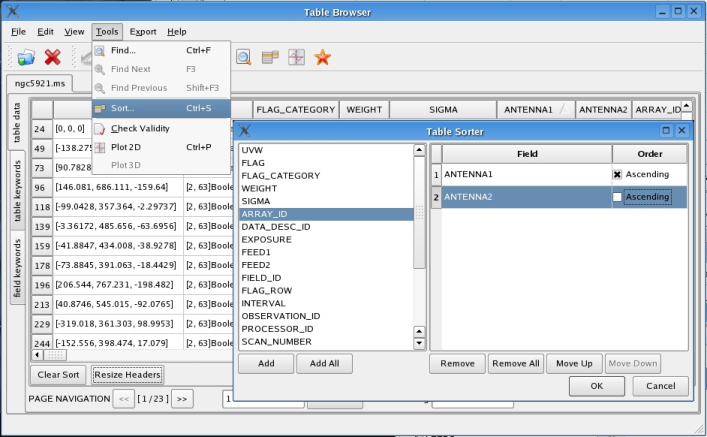 Table Browser
File Edit View Tools Export Help
Find... Ctrl+F
Find Next F3
Find Previous Shift+F3
Sort... Ctrl+S
Check Validity
Plot 2D Ctrl+P
Plot 3D
ngc5921.ms
table data
table keywords
field keywords
FLAG_CATEGORY WEIGHT SIGMA ANTENNA1 ANTENNA2 ARRAY_ID
24 [0, 0, 0]
49 [-138.275
73 [90.7828
96 [146.081, 686.111, -159.64] [2, 63]Boole
118 [-99.0428, 357.364, -2.29737] [2, 63]Boole
139 [-3.36172, 485.656, -63.6956] [2, 63]Boole
159 [-41.8847, 434.008, -38.9278] [2, 63]Boole
178 [-73.8845, 391.063, -18.4429] [2, 63]Boole
196 [206.544, 767.231, -198.482] [2, 63]Boole
213 [40.8746, 545.015, -92.0765] [2, 63]Boole
229 [-319.018, 361.303, 98.9953] [2, 63]Boole
244 [-152.556, 398.474, 17.079] [2, 63]Boole
Clear Sort Resize Headers
PAGE NAVIGATION << [ 1 / 23 ] >> 1
Table Sorter
UVW
FLAG
FLAG_CATEGORY
WEIGHT
SIGMA
ARRAY_ID
DATA_DESC_ID
EXPOSURE
FEED1
FEED2
FIELD_ID
FLAG_ROW
INTERVAL
OBSERVATION_ID
PROCESSOR_ID
SCAN_NUMBER
Field Order
1 ANTENNA1 Ascending
2 ANTENNA2 Ascending
Add Add All Remove Remove All Move Up Move Down
OK Cancel